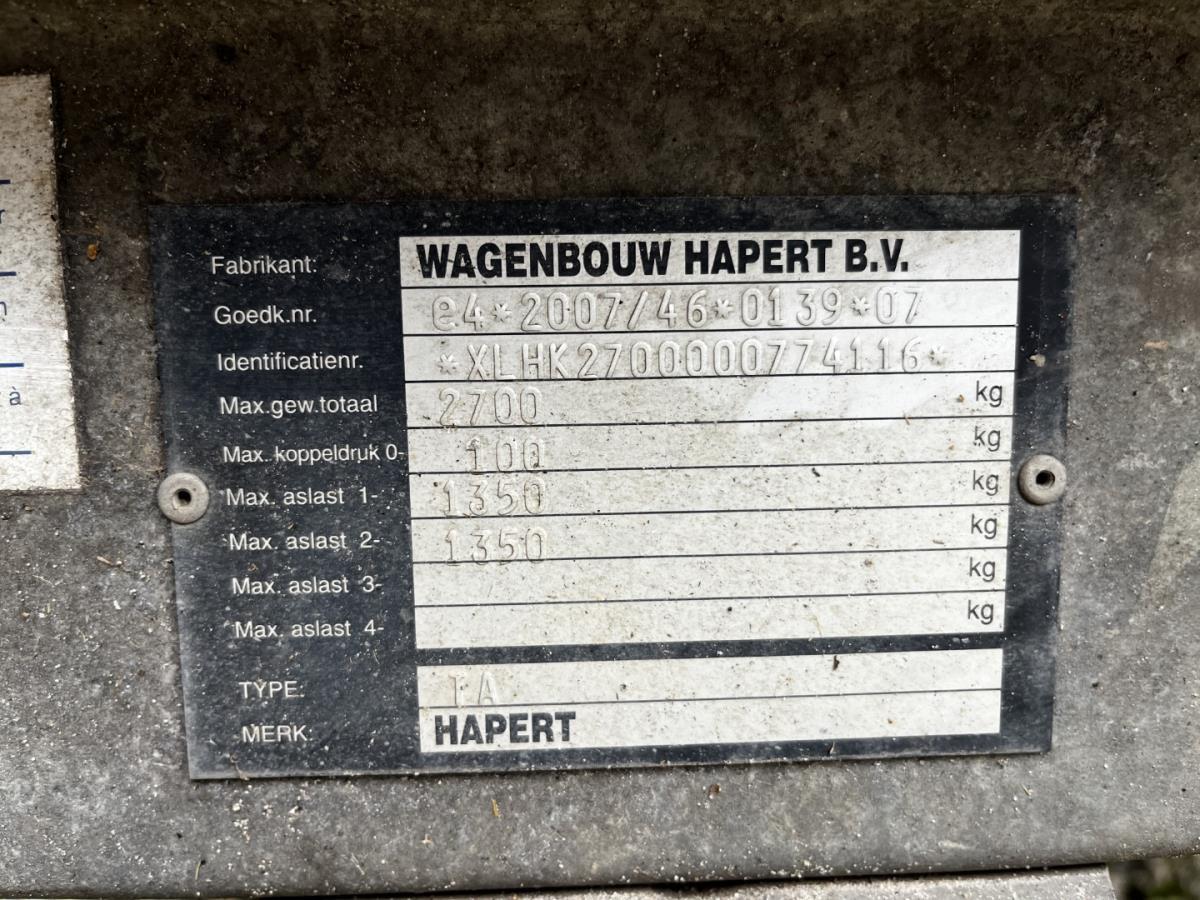 Fabrikant: WAGENBOUW HAPERT B.V.
Goedk.nr. e4*2007/46*0139*07
Identificatienr. *XLHK2700000774116*
Max.gew.totaal 2700 kg
Max. koppeldruk 0- 100 kg
Max. aslast 1- 1350 kg
Max. aslast 2- 1350 kg
Max. aslast 3- kg
Max. aslast 4- kg
TYPE: TA
MERK: HAPERT
r
n
à